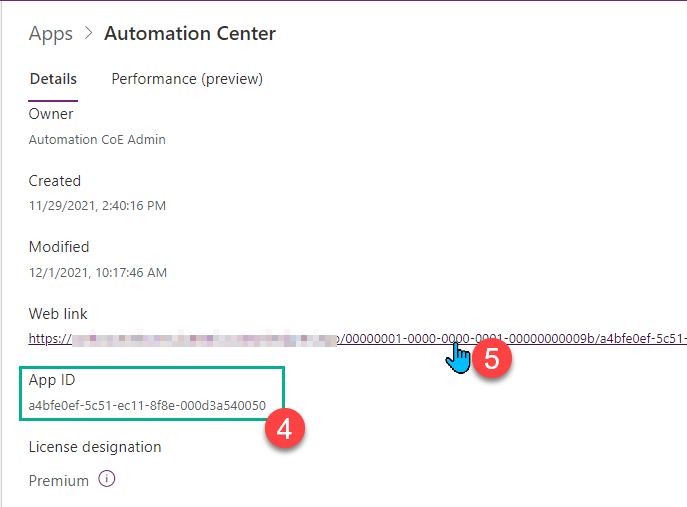 Apps > Automation Center
Details Performance (preview)
Owner
Automation CoE Admin
Created
11/29/2021, 2:40:16 PM
Modified
12/1/2021, 10:17:46 AM
Web link
https:// /00000001-0000-0000-0001-00000000009b/a4bfe0ef-5c51-
5
App ID
a4bfe0ef-5c51-ec11-8f8e-000d3a540050
4
License designation
Premium